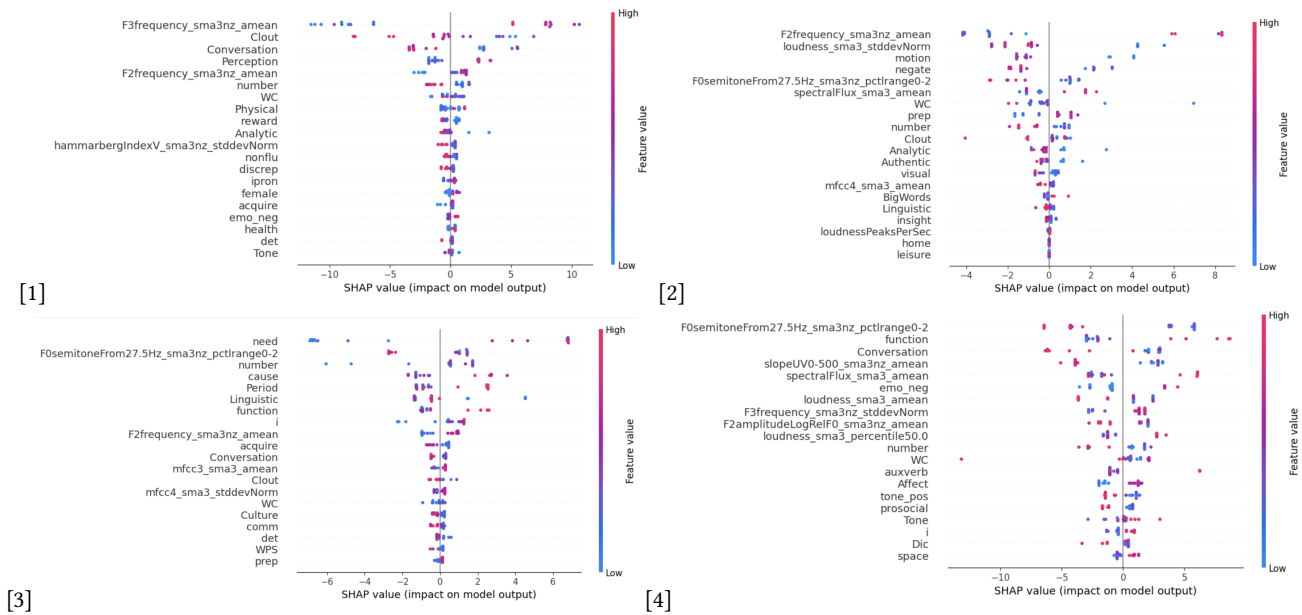 F3frequency_sma3nz_amean
Clout
Conversation
Perception
F2frequency_sma3nz_amean
number
WC
Physical
reward
Analytic
hammarbergIndexV_sma3nz_stddevNorm
nonflu
discrep
ipron
female
acquire
emo_neg
health
det
Tone
-10 -5 0 5 10
SHAP value (impact on model output)
High
Feature value
Low
[1]
F2frequency_sma3nz_amean
loudness_sma3_stddevNorm
motion
negate
F0semitoneFrom27.5Hz_sma3nz_pctlrange0-2
spectralFlux_sma3_amean
WC
prep
number
Clout
Analytic
Authentic
visual
mfcc4_sma3_amean
BigWords
Linguistic
insight
loudnessPeaksPerSec
home
leisure
-4 -2 0 2 4 6 8
SHAP value (impact on model output)
High
Feature value
Low
[2]
need
F0semitoneFrom27.5Hz_sma3nz_pctlrange0-2
number
cause
Period
Linguistic
function
i
F2frequency_sma3nz_amean
acquire
Conversation
mfcc3_sma3_amean
Clout
mfcc4_sma3_stddevNorm
WC
Culture
comm
det
WPS
prep
-6 -4 -2 0 2 4 6
SHAP value (impact on model output)
High
Feature value
Low
[3]
F0semitoneFrom27.5Hz_sma3nz_pctlrange0-2
function
Conversation
slopeUV0-500_sma3nz_amean
spectralFlux_sma3_amean
emo_neg
loudness_sma3_amean
F3frequency_sma3nz_stddevNorm
F2amplitudeLogRelF0_sma3nz_amean
loudness_sma3_percentile50.0
number
WC
auxverb
Affect
tone_pos
prosocial
Tone
i
Dic
space
-10 -5 0 5
SHAP value (impact on model output)
High
Feature value
Low
[4]